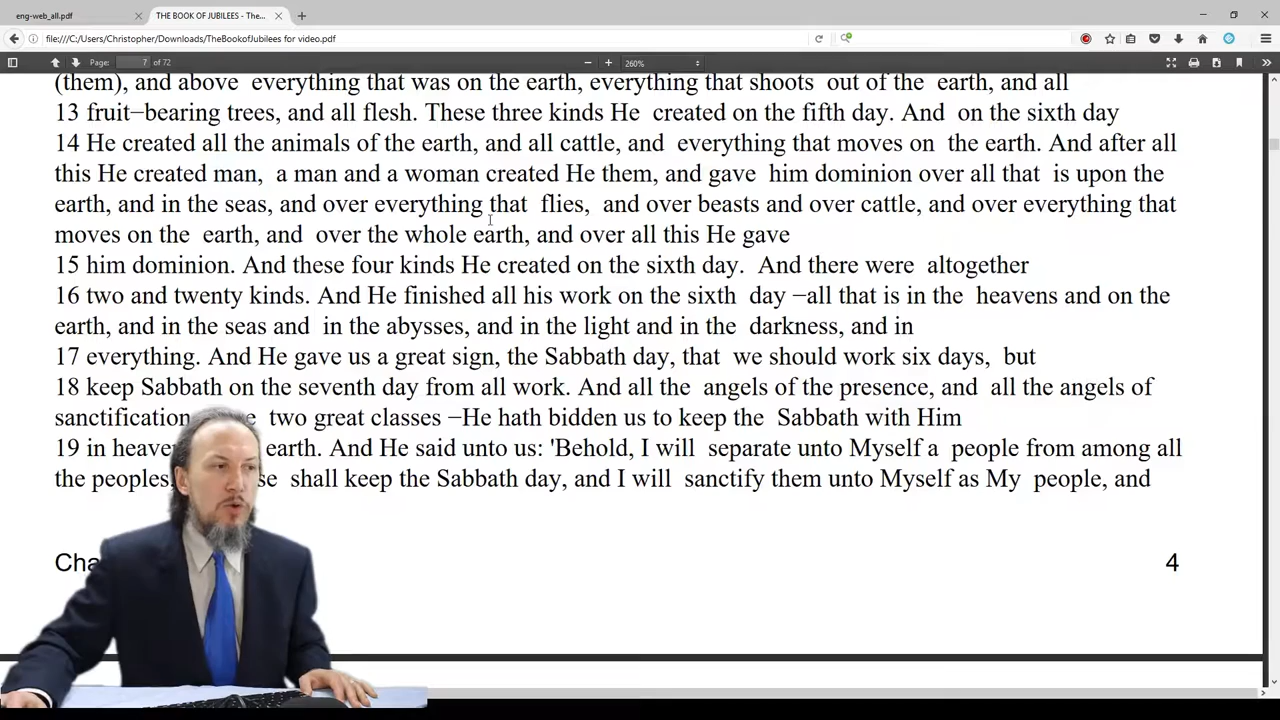 eng-web_all.pdf
THE BOOK OF JUBILEES - The...
file:///C:/Users/Christopher/Downloads/TheBookofJubilees for video.pdf
Page: 7 of 72
260%
(them), and above everything that was on the earth, everything that shoots out of the earth, and all
13 fruit−bearing trees, and all flesh. These three kinds He created on the fifth day. And on the sixth day
14 He created all the animals of the earth, and all cattle, and everything that moves on the earth. And after all
this He created man, a man and a woman created He them, and gave him dominion over all that is upon the
earth, and in the seas, and over everything that flies, and over beasts and over cattle, and over everything that
moves on the earth, and over the whole earth, and over all this He gave
15 him dominion. And these four kinds He created on the sixth day. And there were altogether
16 two and twenty kinds. And He finished all his work on the sixth day −all that is in the heavens and on the
earth, and in the seas and in the abysses, and in the light and in the darkness, and in
17 everything. And He gave us a great sign, the Sabbath day, that we should work six days, but
18 keep Sabbath on the seventh day from all work. And all the angels of the presence, and all the angels of
sanctification two great classes −He hath bidden us to keep the Sabbath with Him
19 in heaven earth. And He said unto us: 'Behold, I will separate unto Myself a people from among all
the peoples, shall keep the Sabbath day, and I will sanctify them unto Myself as My people, and
4